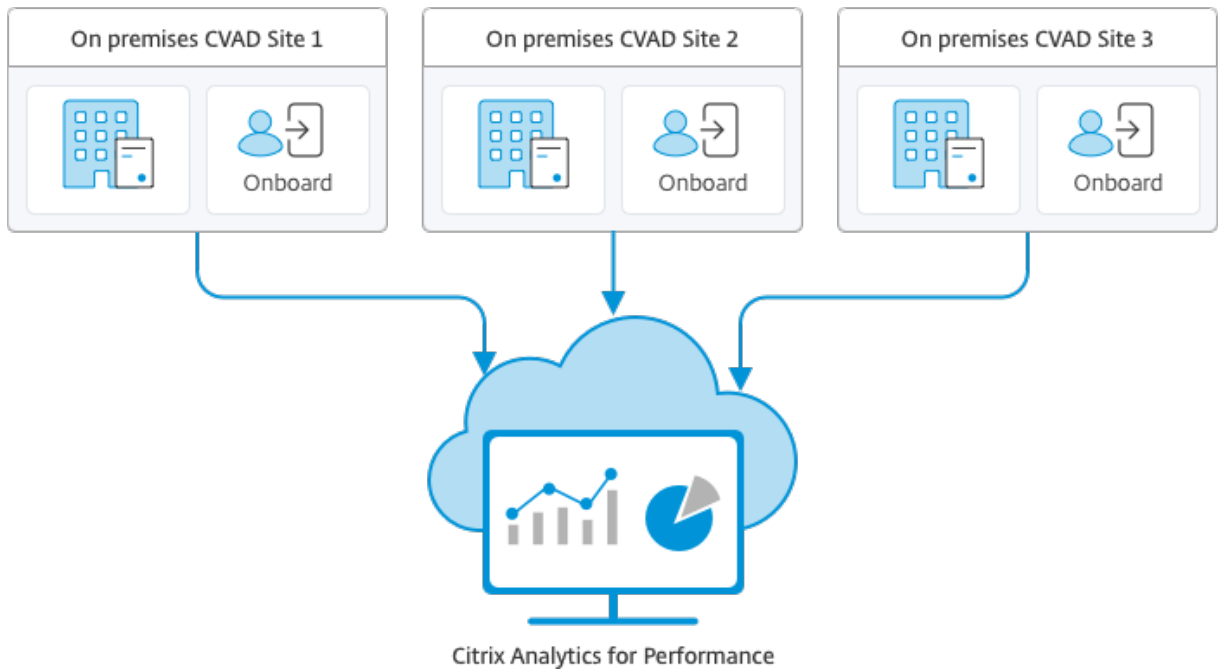 On premises CVAD Site 1
On premises CVAD Site 2
On premises CVAD Site 3
Onboard
Onboard
Onboard
Citrix Analytics for Performance